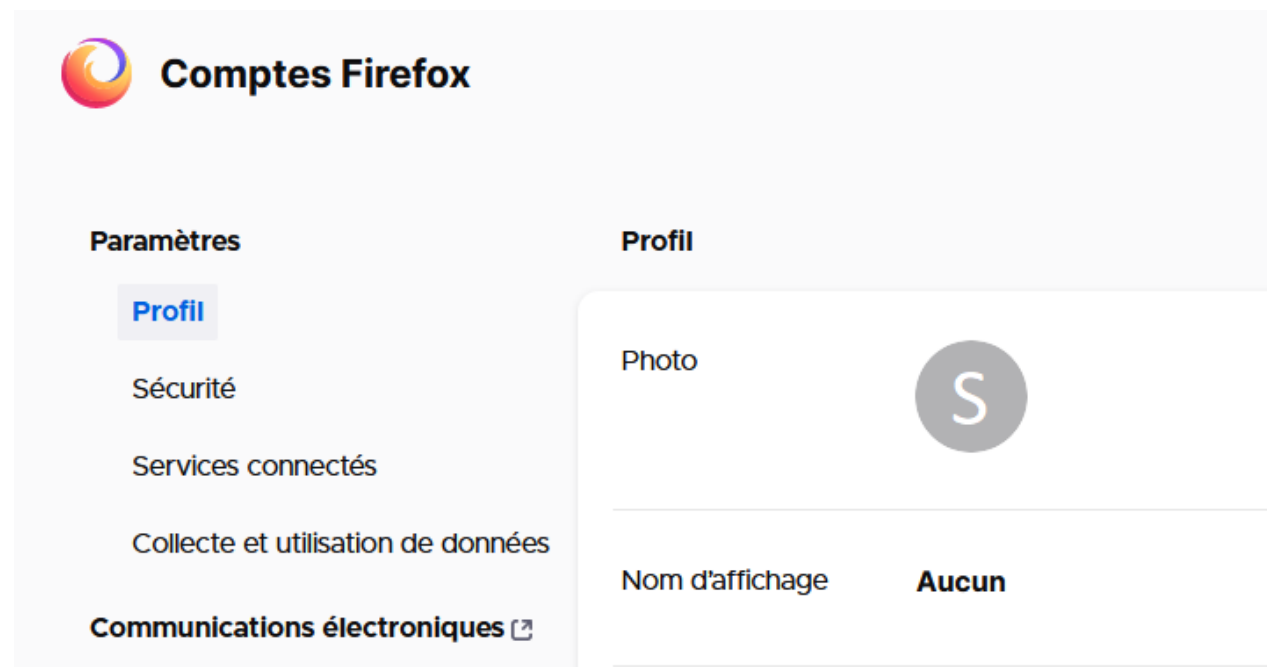 Comptes Firefox
Paramètres
Profil
Sécurité
Services connectés
Collecte et utilisation de données
Communications électroniques
Profil
Photo
S
Nom d'affichage
Aucun